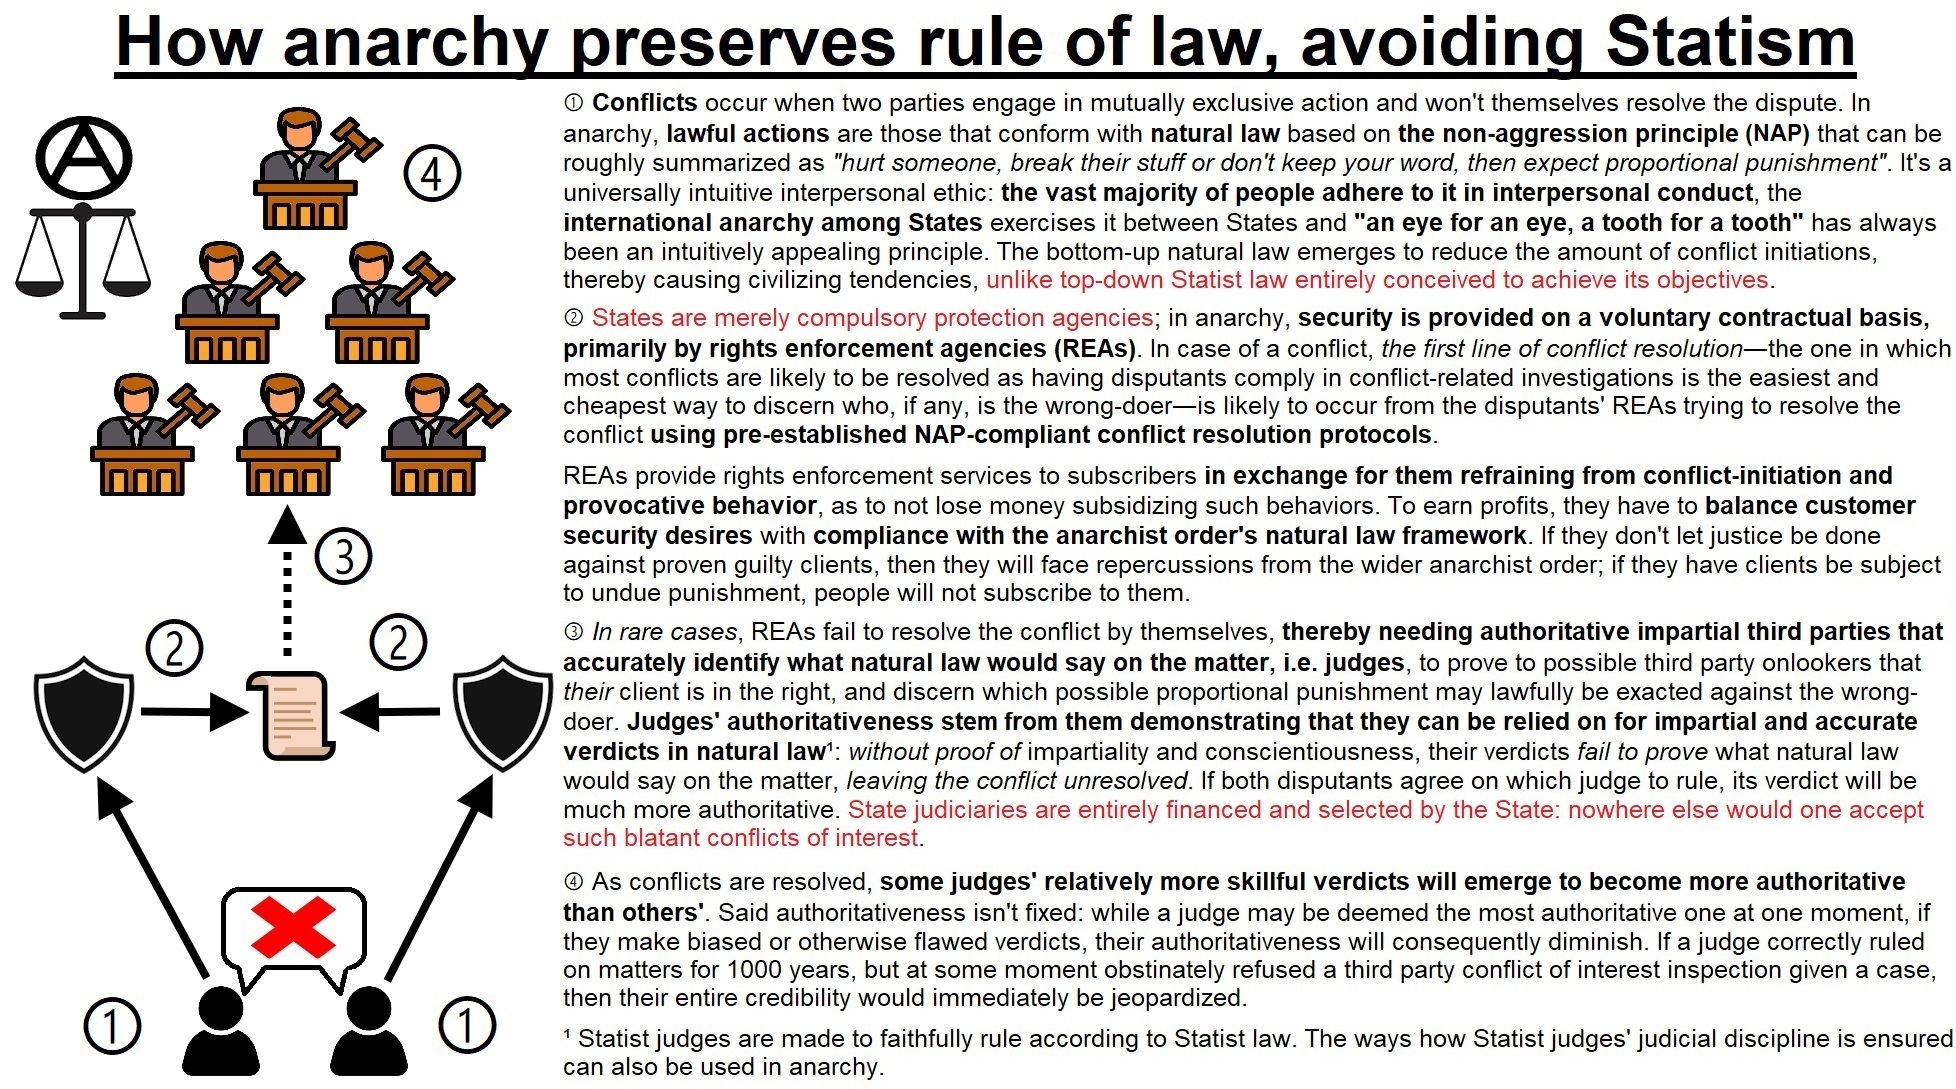 How anarchy preserves rule of law, avoiding Statism
① Conflicts occur when two parties engage in mutually exclusive action and won't themselves resolve the dispute. In
anarchy, lawful actions are those that conform with natural law based on the non-aggression principle (NAP) that can be
roughly summarized as "hurt someone, break their stuff or don't keep your word, then expect proportional punishment". It's a
universally intuitive interpersonal ethic: the vast majority of people adhere to it in interpersonal conduct, the
international anarchy among States exercises it between States and "an eye for an eye, a tooth for a tooth" has always
been an intuitively appealing principle. The bottom-up natural law emerges to reduce the amount of conflict initiations,
thereby causing civilizing tendencies, unlike top-down Statist law entirely conceived to achieve its objectives.
② States are merely compulsory protection agencies; in anarchy, security is provided on a voluntary contractual basis,
primarily by rights enforcement agencies (REAs). In case of a conflict, the first line of conflict resolution—the one in which
most conflicts are likely to be resolved as having disputants comply in conflict-related investigations is the easiest and
cheapest way to discern who, if any, is the wrong-doer—is likely to occur from the disputants' REAs trying to resolve the
conflict using pre-established NAP-compliant conflict resolution protocols.
REAs provide rights enforcement services to subscribers in exchange for them refraining from conflict-initiation and
provocative behavior, as to not lose money subsidizing such behaviors. To earn profits, they have to balance customer
security desires with compliance with the anarchist order's natural law framework. If they don't let justice be done
against proven guilty clients, then they will face repercussions from the wider anarchist order; if they have clients be subject
to undue punishment, people will not subscribe to them.
③ In rare cases, REAs fail to resolve the conflict by themselves, thereby needing authoritative impartial third parties that
accurately identify what natural law would say on the matter, i.e. judges, to prove to possible third party onlookers that
their client is in the right, and discern which possible proportional punishment may lawfully be exacted against the wrong-
doer. Judges' authoritativeness stem from them demonstrating that they can be relied on for impartial and accurate
verdicts in natural law¹: without proof of impartiality and conscientiousness, their verdicts fail to prove what natural law
would say on the matter, leaving the conflict unresolved. If both disputants agree on which judge to rule, its verdict will be
much more authoritative. State judiciaries are entirely financed and selected by the State: nowhere else would one accept
such blatant conflicts of interest.
④ As conflicts are resolved, some judges' relatively more skillful verdicts will emerge to become more authoritative
than others'. Said authoritativeness isn't fixed: while a judge may be deemed the most authoritative one at one moment, if
they make biased or otherwise flawed verdicts, their authoritativeness will consequently diminish. If a judge correctly ruled
on matters for 1000 years, but at some moment obstinately refused a third party conflict of interest inspection given a case,
then their entire credibility would immediately be jeopardized.
¹ Statist judges are made to faithfully rule according to Statist law. The ways how Statist judges' judicial discipline is ensured
can also be used in anarchy.
④
③
② ②
① ①